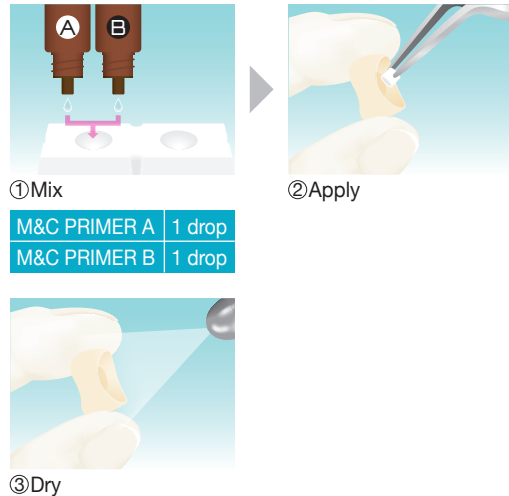 A B
①Mix
②Apply
M&C PRIMER A 1 drop
M&C PRIMER B 1 drop
③Dry